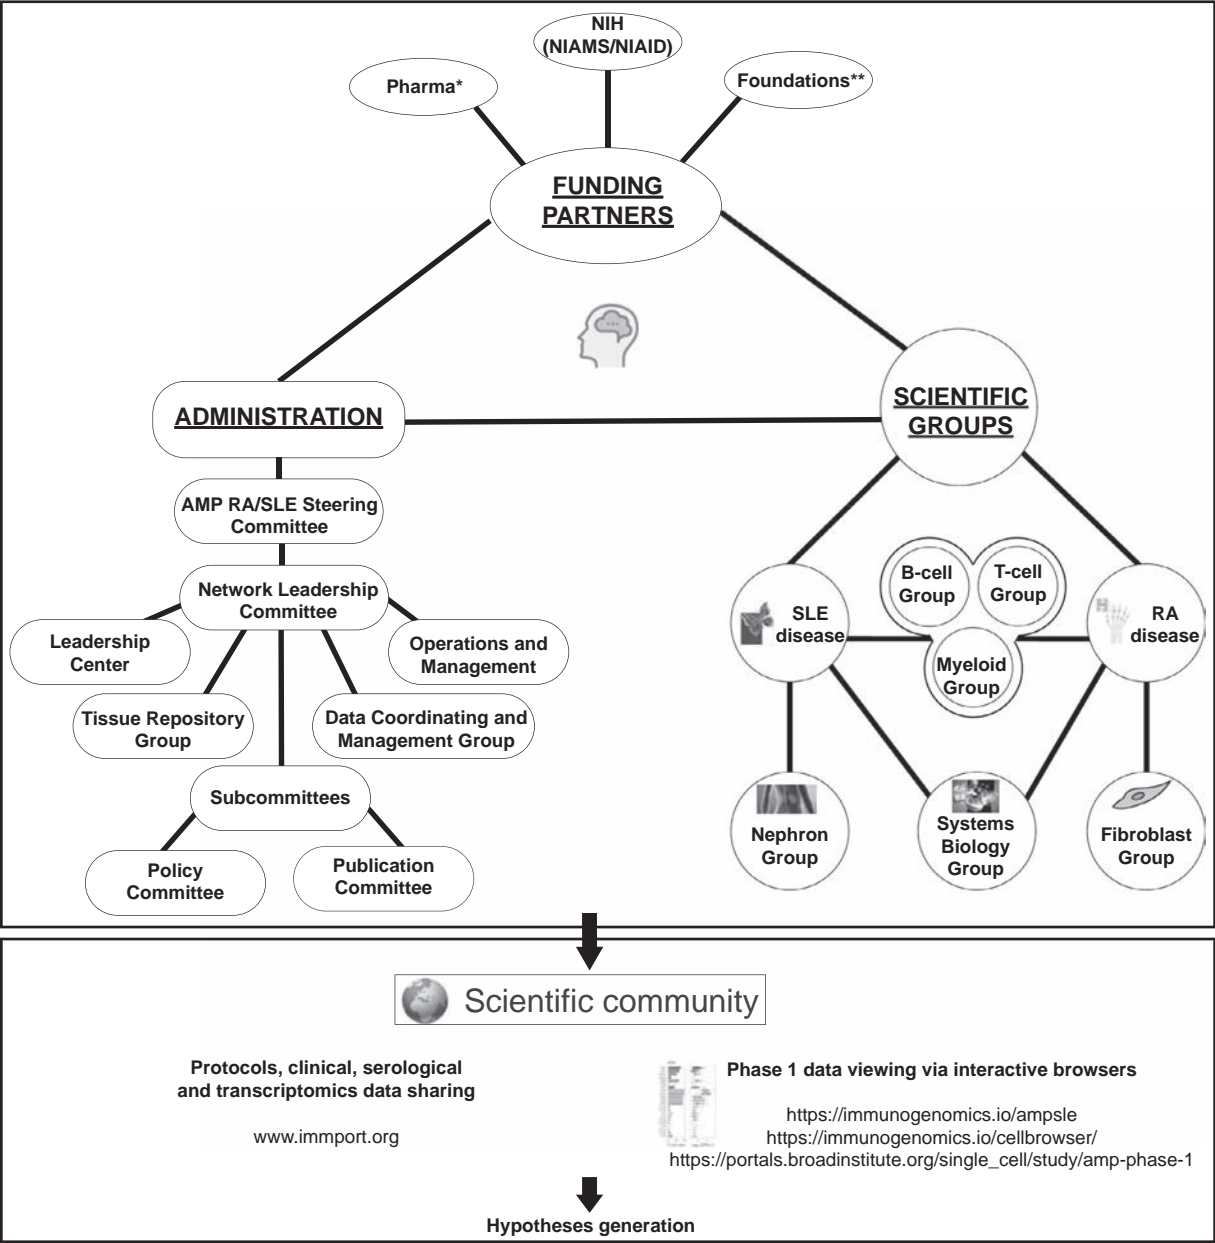 NIH
(NIAMS/NIAID)
Pharma*
Foundations**
FUNDING
PARTNERS
ADMINISTRATION
SCIENTIFIC
GROUPS
AMP RA/SLE Steering
Committee
Network Leadership
Committee
Leadership
Center
Operations and
Management
Tissue Repository
Group
Data Coordinating and
Management Group
Subcommittees
Policy
Committee
Publication
Committee
B-cell
Group
T-cell
Group
SLE
disease
Myeloid
Group
RA
disease
Nephron
Group
Systems
Biology
Group
Fibroblast
Group
Scientific community
Protocols, clinical, serological
and transcriptomics data sharing
www.immport.org
Phase 1 data viewing via interactive browsers
https://immunogenomics.io/ampsle
https://immunogenomics.io/cellbrowser/
https://portals.broadinstitute.org/single_cell/study/amp-phase-1
Hypotheses generation